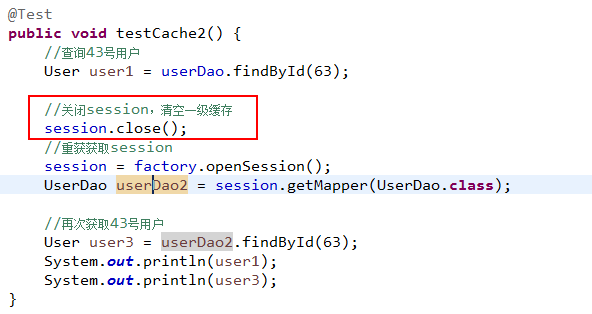 @Test
public void testCache2() {
//查询43号用户
User user1 = userDao.findById(63);
//关闭session，清空一级缓存
session.close();
//重获获取session
session = factory.openSession();
UserDao userDao2 = session.getMapper(UserDao.class);
//再次获取43号用户
User user3 = userDao2.findById(63);
System.out.println(user1);
System.out.println(user3);
}